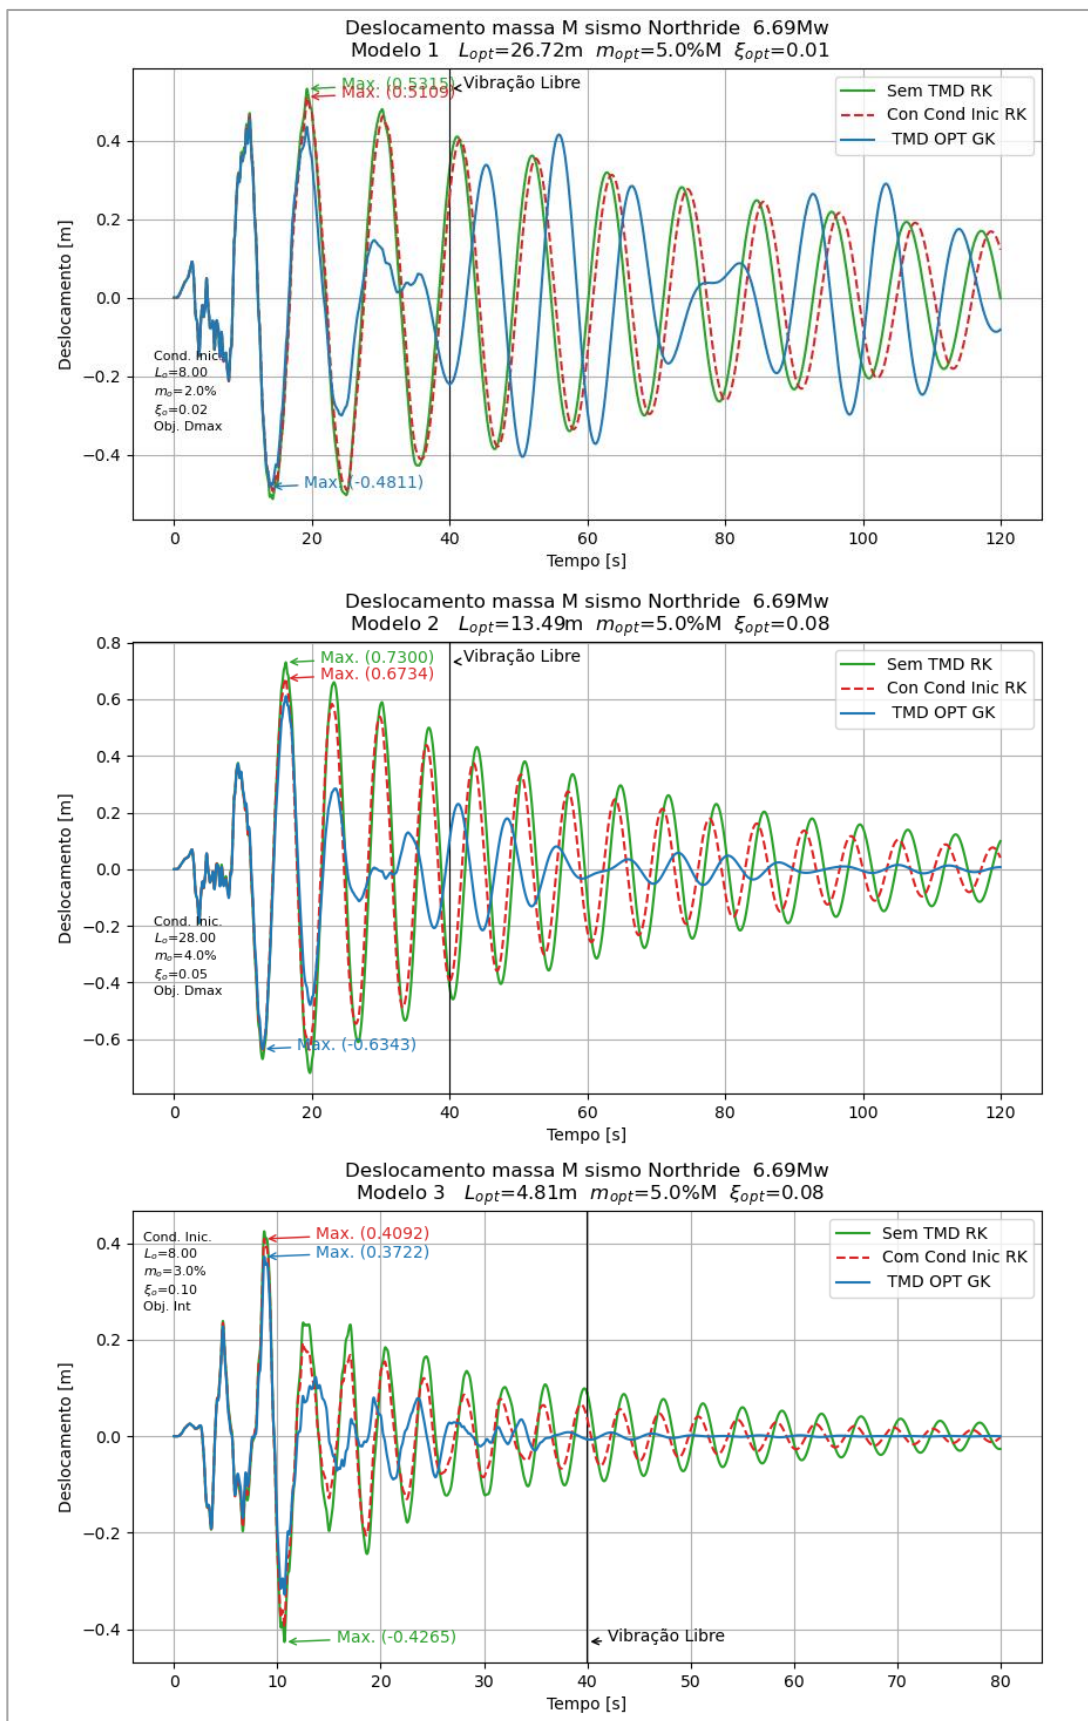 Deslocamento massa M sismo Northride 6.69Mw
Modelo 1 L_opt=26.72m m_opt=5.0%M ξ_opt=0.01
Max. (0.5315)
Vibração Libre
Max. (0.5109)
Sem TMD RK
Con Cond Inic RK
TMD OPT GK
0.4
0.2
0.0
−0.2
−0.4
Deslocamento [m]
Cond. Inic.
L_o=8.00
m_o=2.0%
ξ_o=0.02
Obj. Dmax
Max. (-0.4811)
0 20 40 60 80 100 120
Tempo [s]
Deslocamento massa M sismo Northride 6.69Mw
Modelo 2 L_opt=13.49m m_opt=5.0%M ξ_opt=0.08
Max. (0.7300)
Vibração Libre
Max. (0.6734)
Sem TMD RK
Con Cond Inic RK
TMD OPT GK
0.8
0.6
0.4
0.2
0.0
−0.2
−0.4
−0.6
Deslocamento [m]
Cond. Inic.
L_o=28.00
m_o=4.0%
ξ_o=0.05
Obj. Dmax
Max. (-0.6343)
0 20 40 60 80 100 120
Tempo [s]
Deslocamento massa M sismo Northride 6.69Mw
Modelo 3 L_opt=4.81m m_opt=5.0%M ξ_opt=0.08
Cond. Inic.
L_o=8.00
m_o=3.0%
ξ_o=0.10
Obj. Int
Max. (0.4092)
Max. (0.3722)
Sem TMD RK
Com Cond Inic RK
TMD OPT GK
0.4
0.2
0.0
−0.2
−0.4
Deslocamento [m]
Max. (-0.4265)
Vibração Libre
0 10 20 30 40 50 60 70 80
Tempo [s]